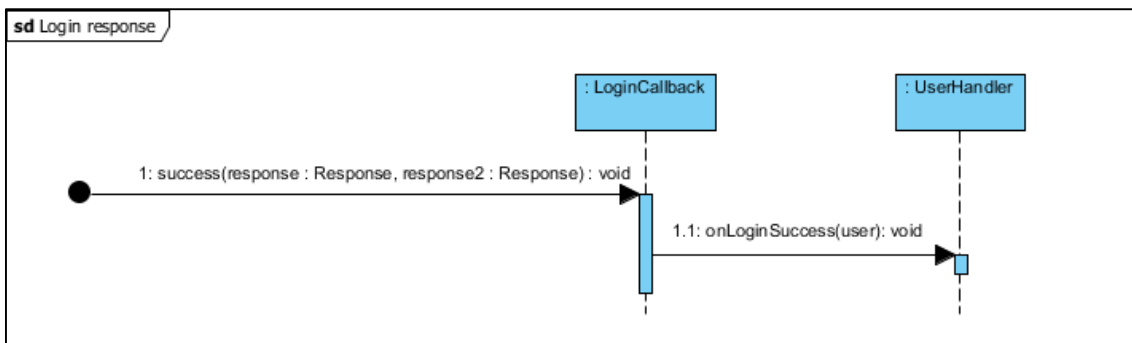 sd Login response
: LoginCallback
: UserHandler
1: success(response : Response, response2 : Response) : void
1.1: onLoginSuccess(user): void